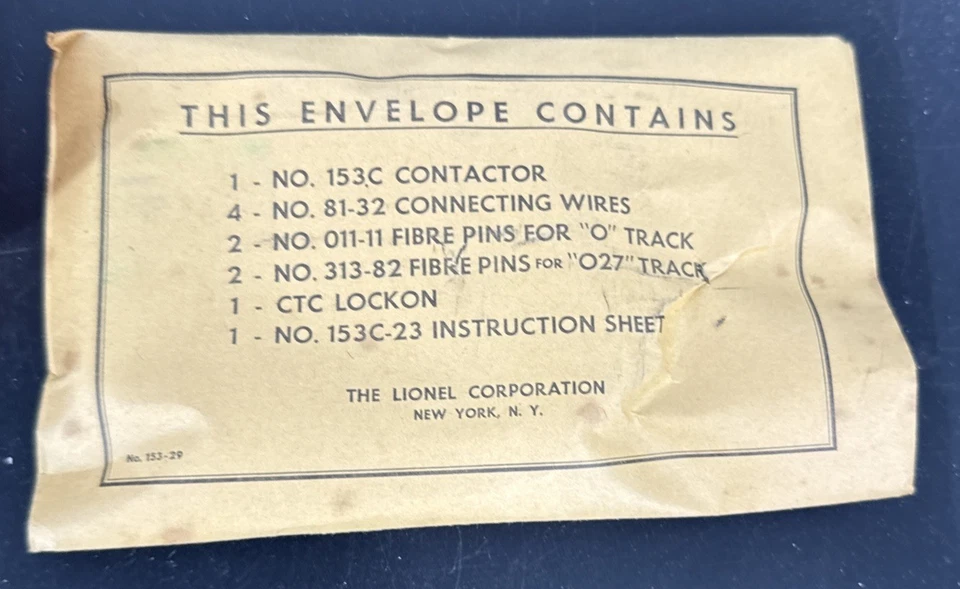 THIS ENVELOPE CONTAINS
1 - NO. 153C CONTACTOR
4 - NO. 81-32 CONNECTING WIRES
2 - NO. 011-11 FIBRE PINS FOR "O" TRACK
2 - NO. 313-82 FIBRE PINS FOR "O27" TRACK
1 - CTC LOCKON
1 - NO. 153C-23 INSTRUCTION SHEET
THE LIONEL CORPORATION
NEW YORK, N. Y.
No. 153-29